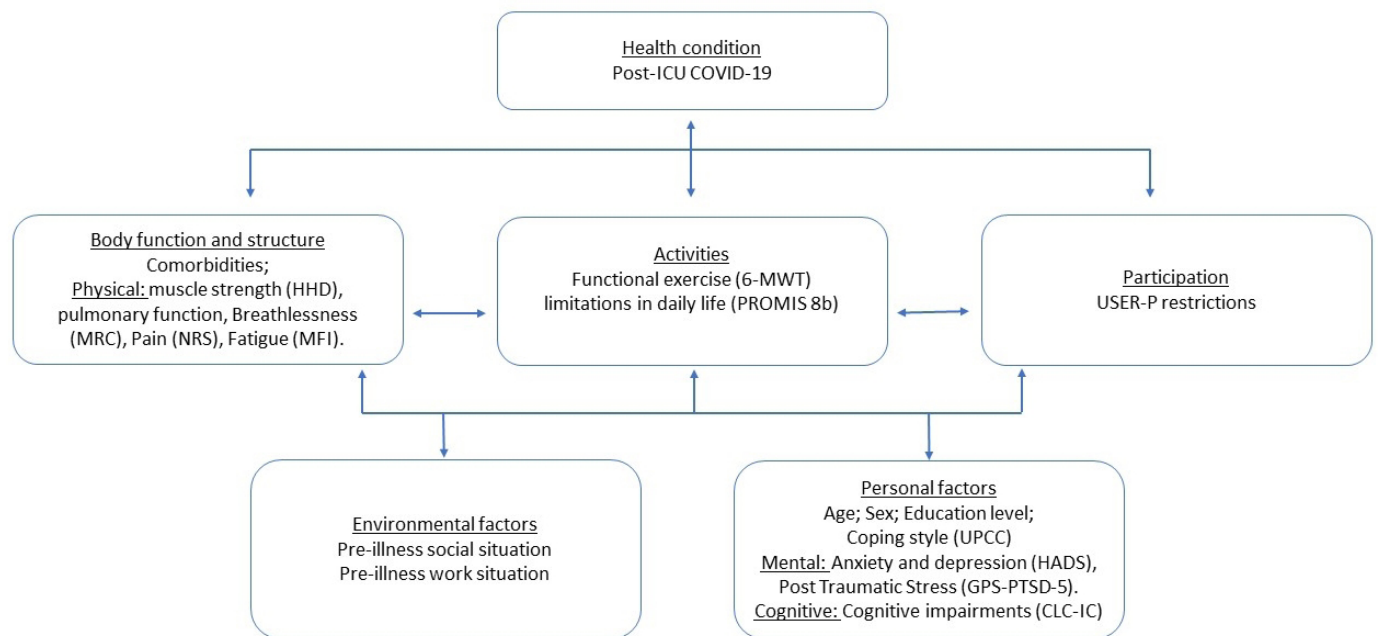 Health condition
Post-ICU COVID-19
Body function and structure
Comorbidities;
Physical: muscle strength (HHD),
pulmonary function, Breathlessness
(MRC), Pain (NRS), Fatigue (MFI).
Activities
Functional exercise (6-MWT)
limitations in daily life (PROMIS 8b)
Participation
USER-P restrictions
Environmental factors
Pre-illness social situation
Pre-illness work situation
Personal factors
Age; Sex; Education level;
Coping style (UPCC)
Mental: Anxiety and depression (HADS),
Post Traumatic Stress (GPS-PTSD-5).
Cognitive: Cognitive impairments (CLC-IC)